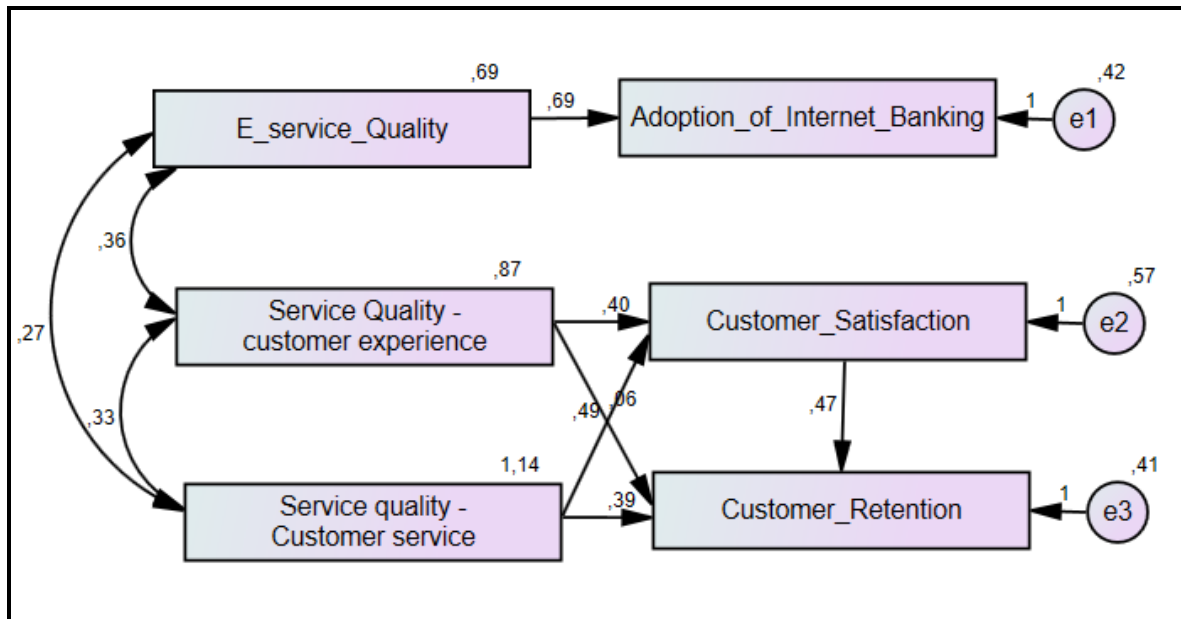 ,69
,42
,69
1
E_service_Quality
Adoption_of_Internet_Banking
e1
,36
,87
,57
Service Quality -
customer experience
,40
Customer_Satisfaction
1
e2
,27
,33
,49
,06
,47
1,14
,41
Service quality -
Customer service
,39
Customer_Retention
1
e3